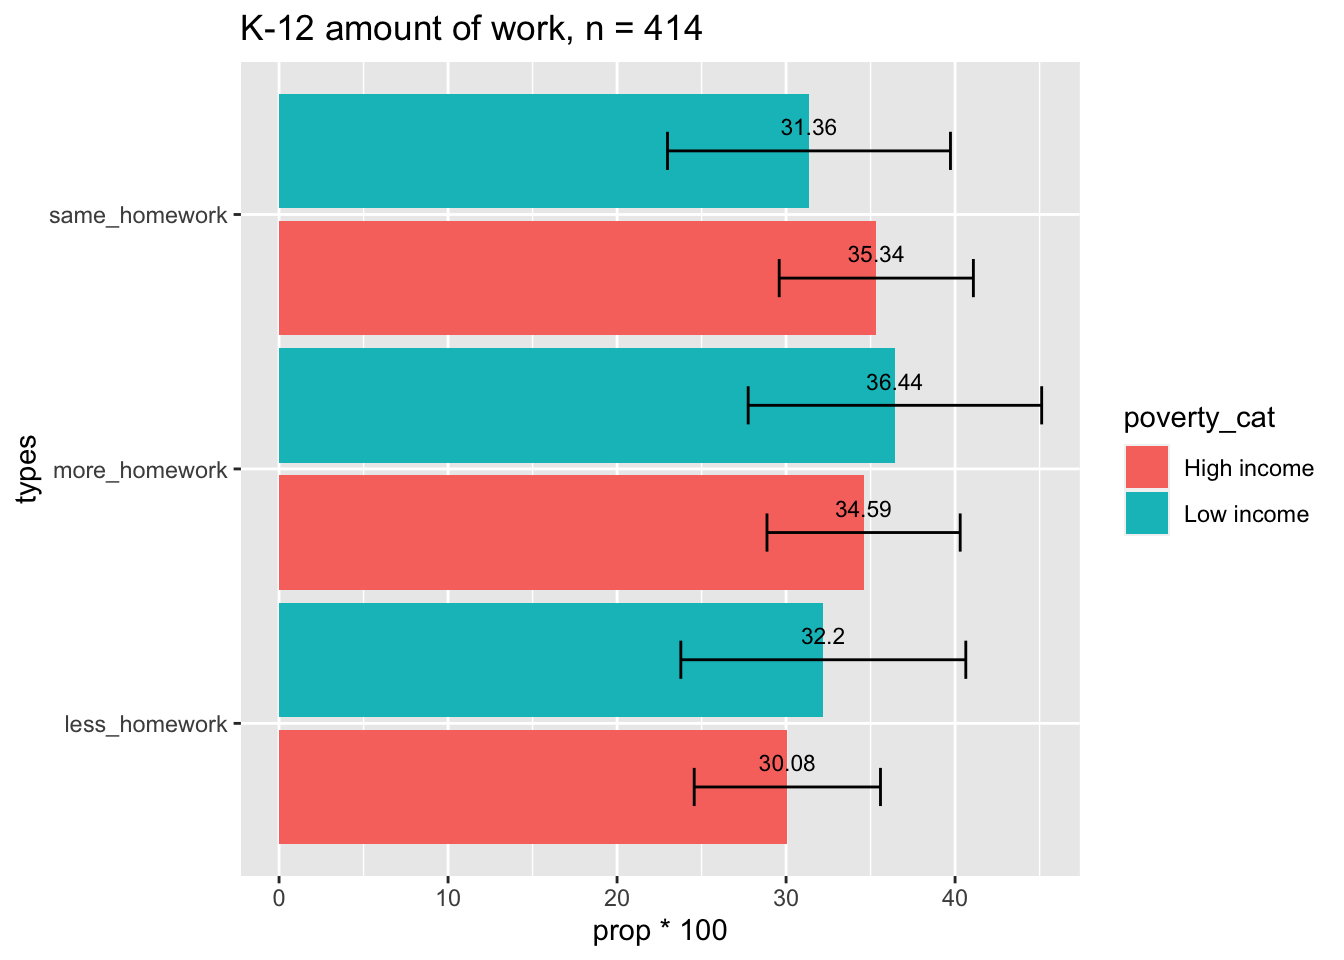 K-12 amount of work, n = 414
types
same_homework
more_homework
less_homework
31.36
35.34
36.44
34.59
32.2
30.08
0 10 20 30 40
prop * 100
poverty_cat
High income
Low income